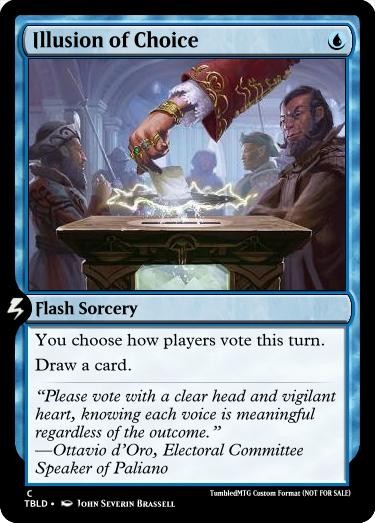 Illusion of Choice
Flash Sorcery
You choose how players vote this turn.
Draw a card.
“Please vote with a clear head and vigilant
heart, knowing each voice is meaningful
regardless of the outcome.”
—Ottavio d’Oro, Electoral Committee
Speaker of Paliano
C
TBLD • John Severin Brassell
TumbledMTG Custom Format (NOT FOR SALE)